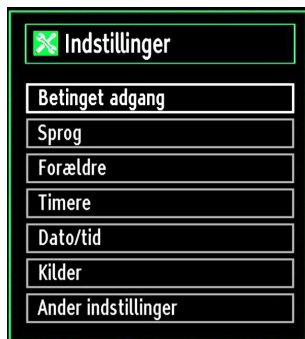 Indstillinger
Betinget adgang
Sprog
Forældre
Timere
Dato/tid
Kilder
Ander indstillinger